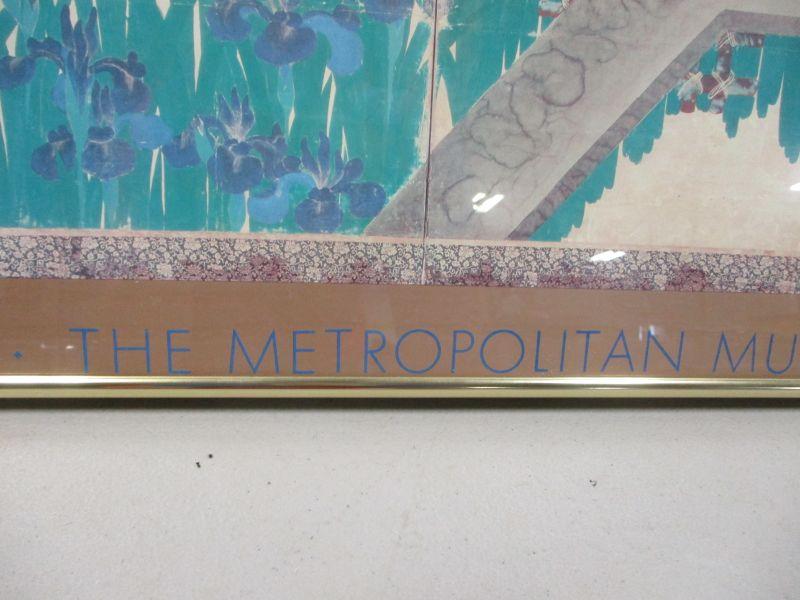 • THE METROPOLITAN MU